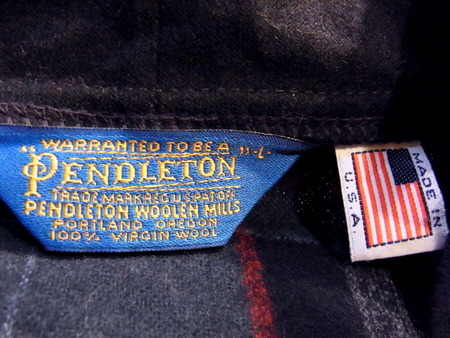 WARRANTED TO BE A
"PENDLETON" -L-
TRADE MARK REG U.S. PAT OFF
PENDLETON WOOLEN MILLS
PORTLAND, OREGON
100% VIRGIN WOOL
MADE IN
U.S.A.